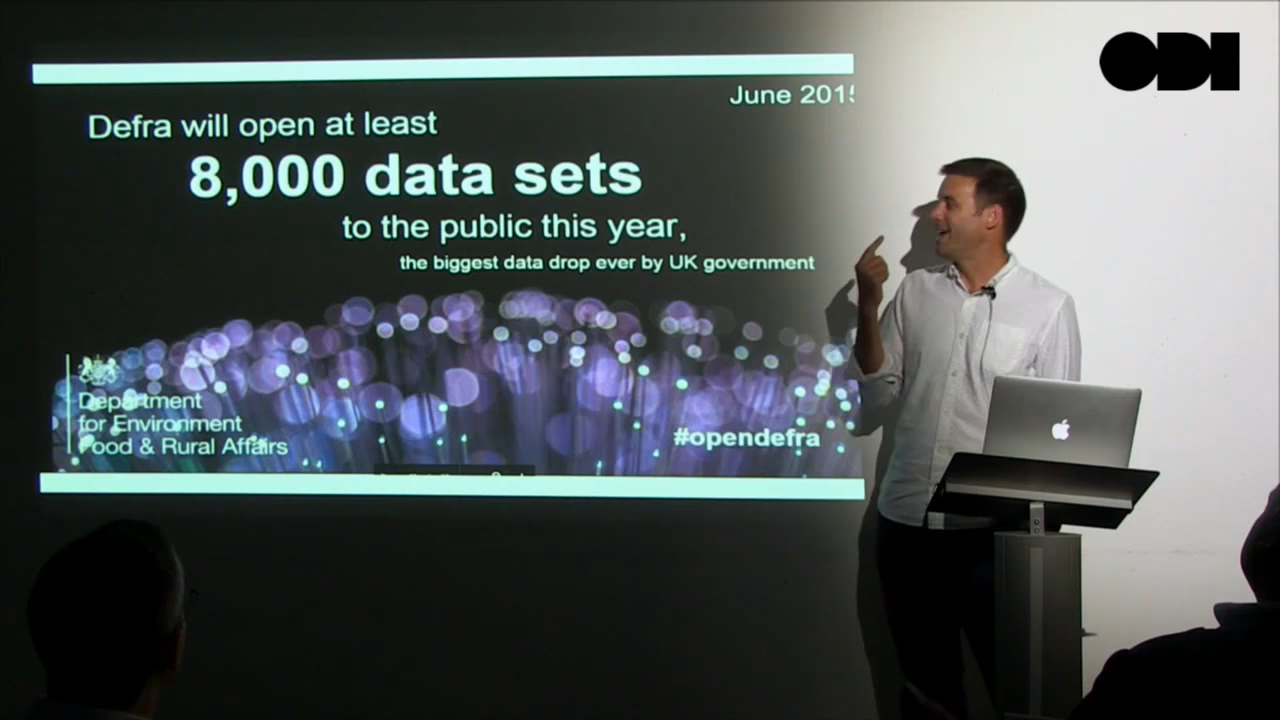 ODI
June 2015
Defra will open at least
8,000 data sets
to the public this year,
the biggest data drop ever by UK government
Department
for Environment
Food & Rural Affairs
#opendefra